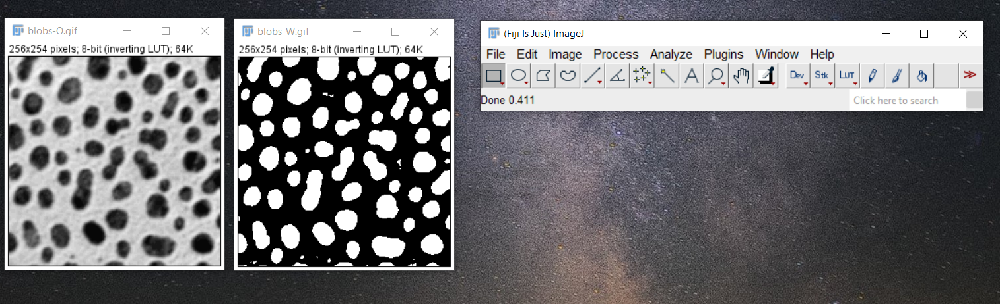 blobs-O.gif
256x254 pixels; 8-bit (inverting LUT); 64K
blobs-W.gif
256x254 pixels; 8-bit (inverting LUT); 64K
(Fiji Is Just) ImageJ
File Edit Image Process Analyze Plugins Window Help
A Dev Stk LUT
Done 0.411
Click here to search